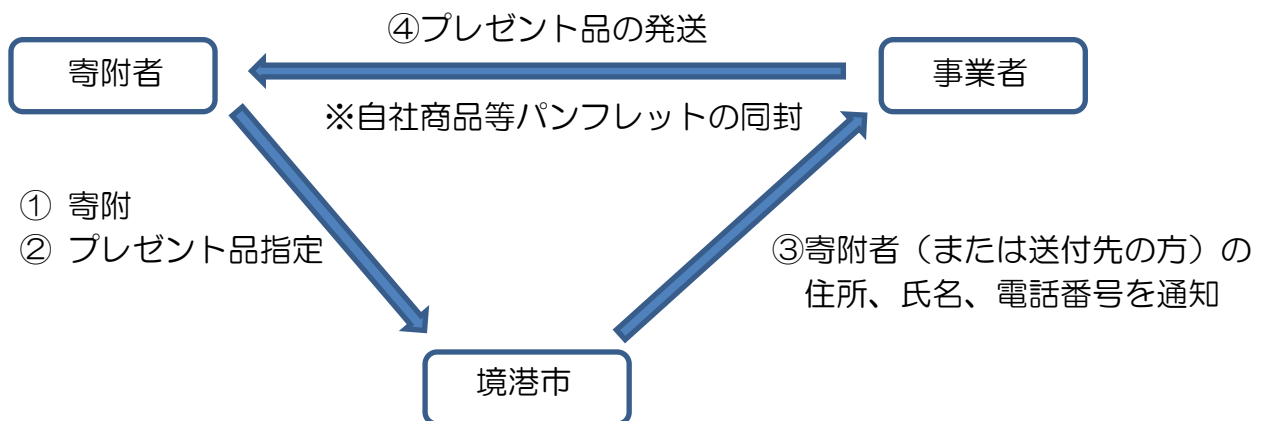 ④プレゼント品の発送
寄附者
事業者
※自社商品等パンフレットの同封
① 寄附
② プレゼント品指定
③寄附者（または送付先の方）の
住所、氏名、電話番号を通知
境港市